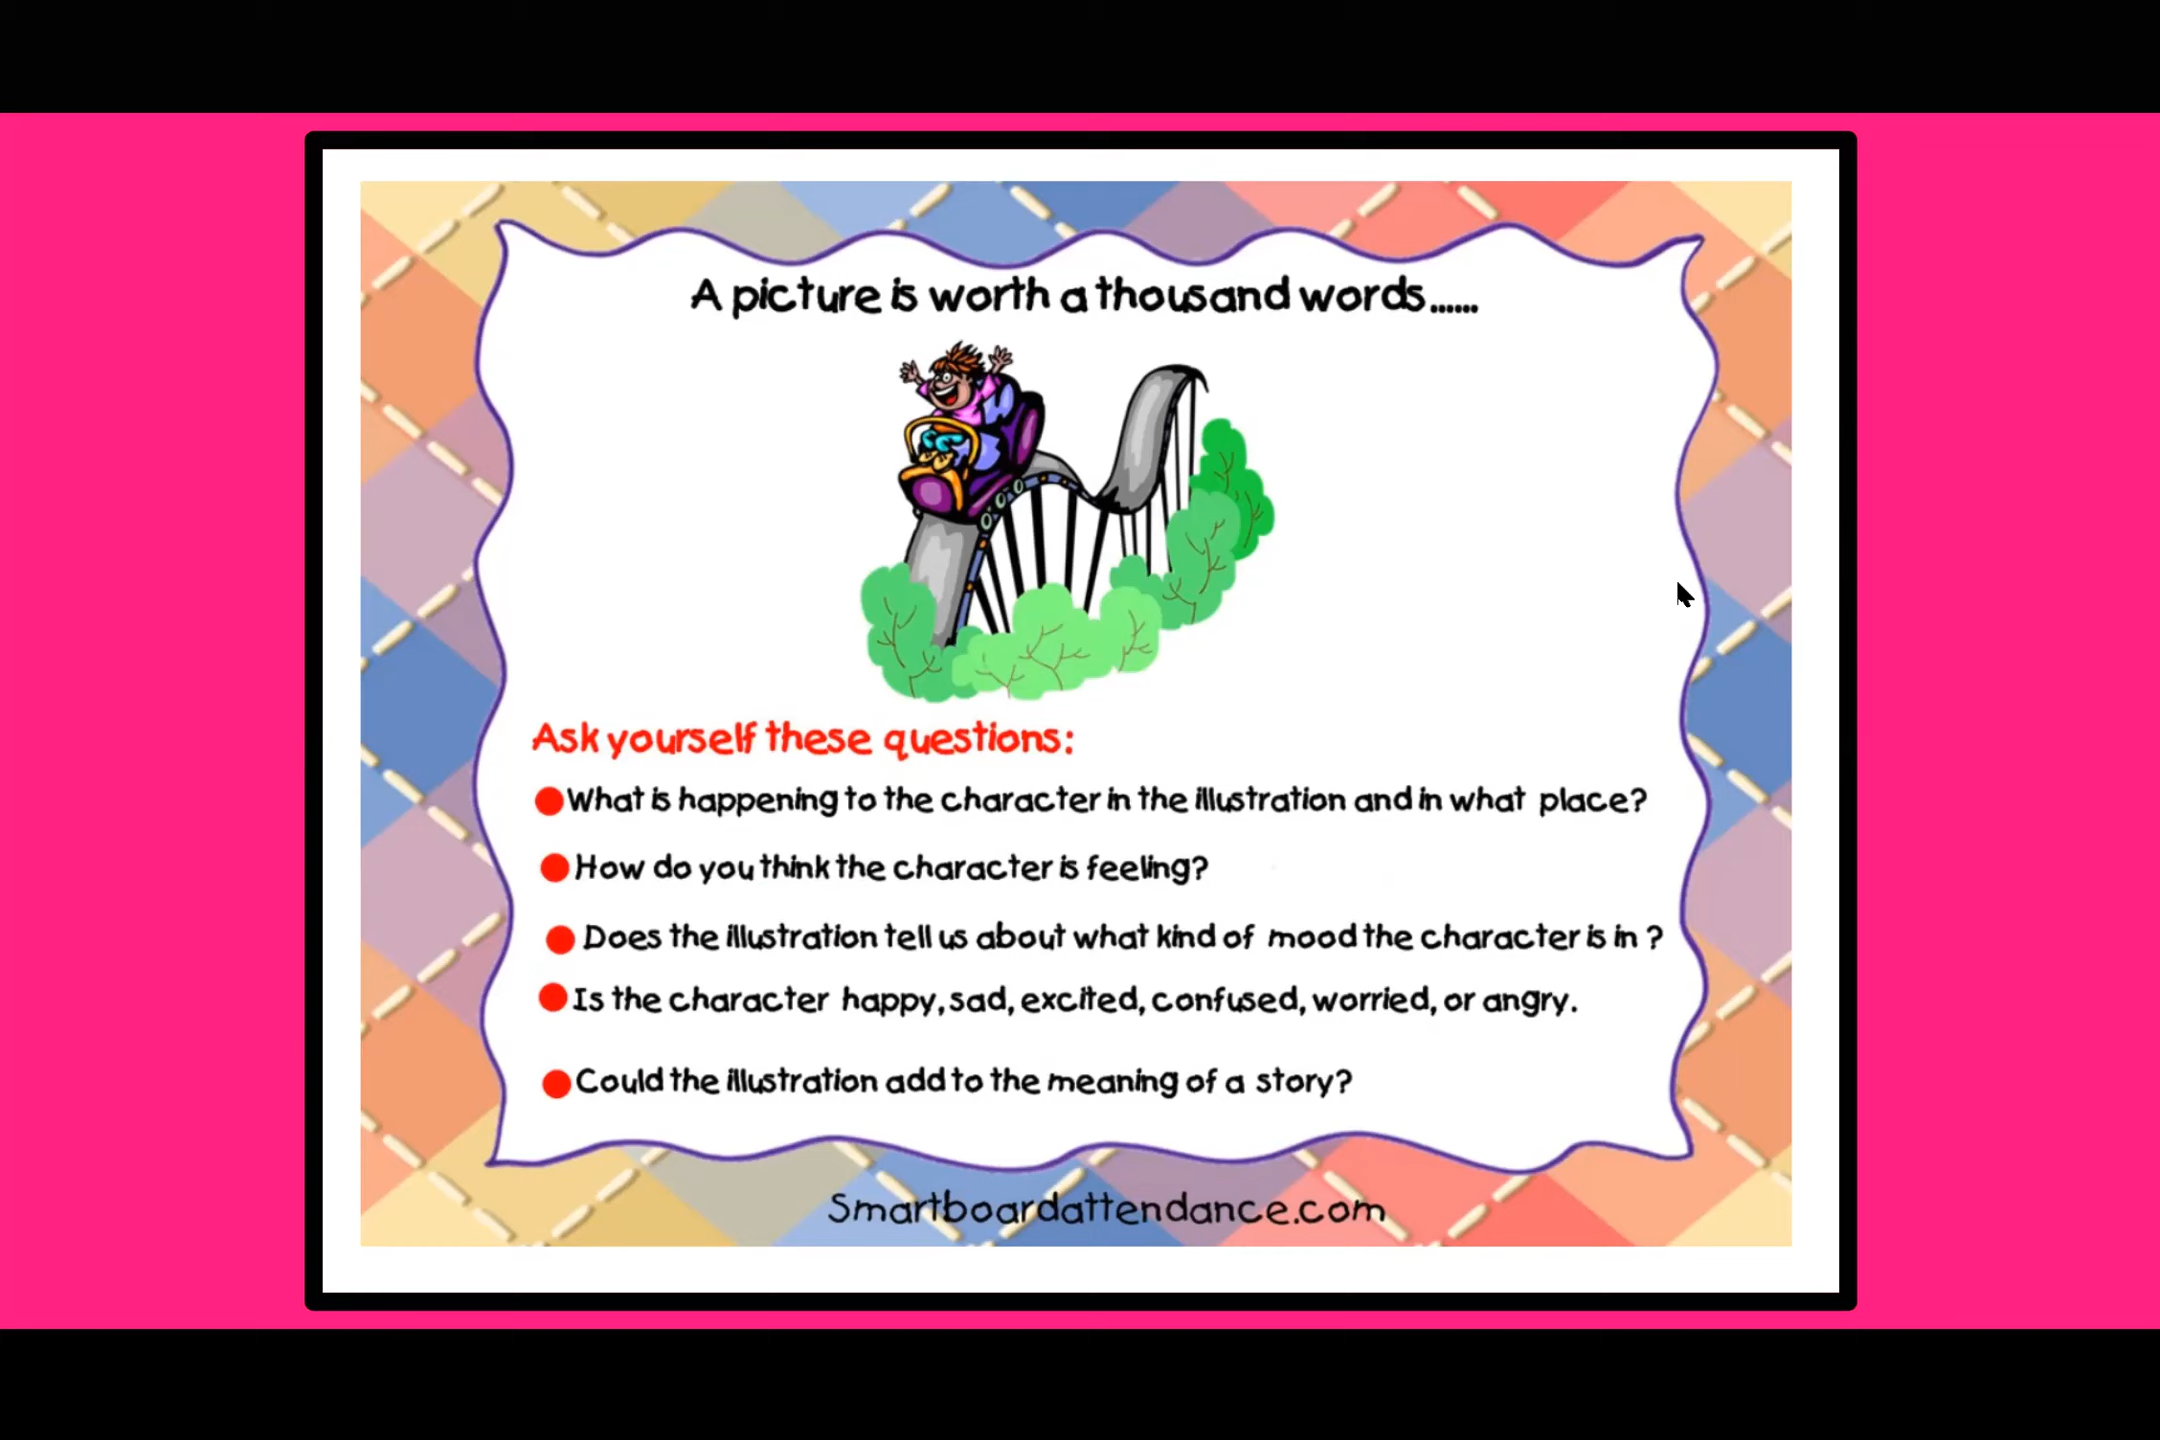 A picture is worth a thousand words......
Ask yourself these questions:
What is happening to the character in the illustration and in what place?
How do you think the character is feeling?
Does the illustration tell us about what kind of mood the character is in ?
Is the character happy, sad, excited, confused, worried, or angry.
Could the illustration add to the meaning of a story?
Smartboardattendance.com